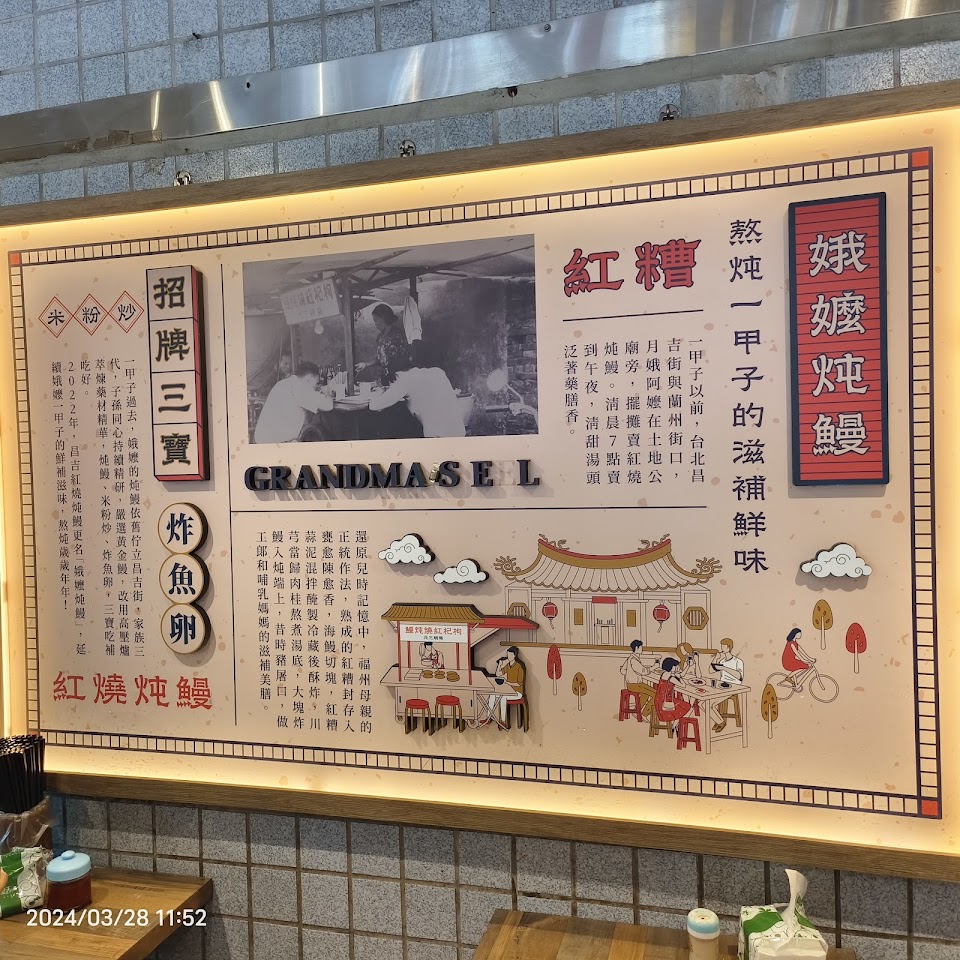 娥嬤炖鰻
熬炖一甲子的滋補鮮味
紅糟
一甲子以前，台北昌
吉街與蘭州街口，
月娥阿嬤在土地公
廟旁，擺攤賣紅燒
炖鰻。清晨7點賣
到午夜，清甜湯頭
泛著藥膳香。
GRANDMA'S EEL
還原兒時記憶中，福州母親的
正統作法，熟成的紅糟封存入
甕愈陳愈香，海鰻切塊，紅糟
蒜泥混拌醃製冷藏後酥炸，川
芎當歸肉桂熬煮湯底，大塊炸
鰻入炖端上，昔時豬屠口，做
工郎和哺乳媽媽的滋補美膳。
鰻炖燒紅杞枸
招牌三寶
炸魚卵
米粉炒
紅燒炖鰻
一甲子過去，娥嬤的炖鰻依舊佇立昌吉街，家族三
代，子孫同心持續精研，嚴選黃金鰻，改用高壓爐
萃煉藥材精華，炖鰻、米粉炒、炸魚卵，三寶吃補
吃好。
2022年，昌吉紅燒炖鰻更名「娥嬤炖鰻」，延
續娥嬤一甲子的鮮補滋味，熬炖歲歲年年！
2024/03/28 11:52